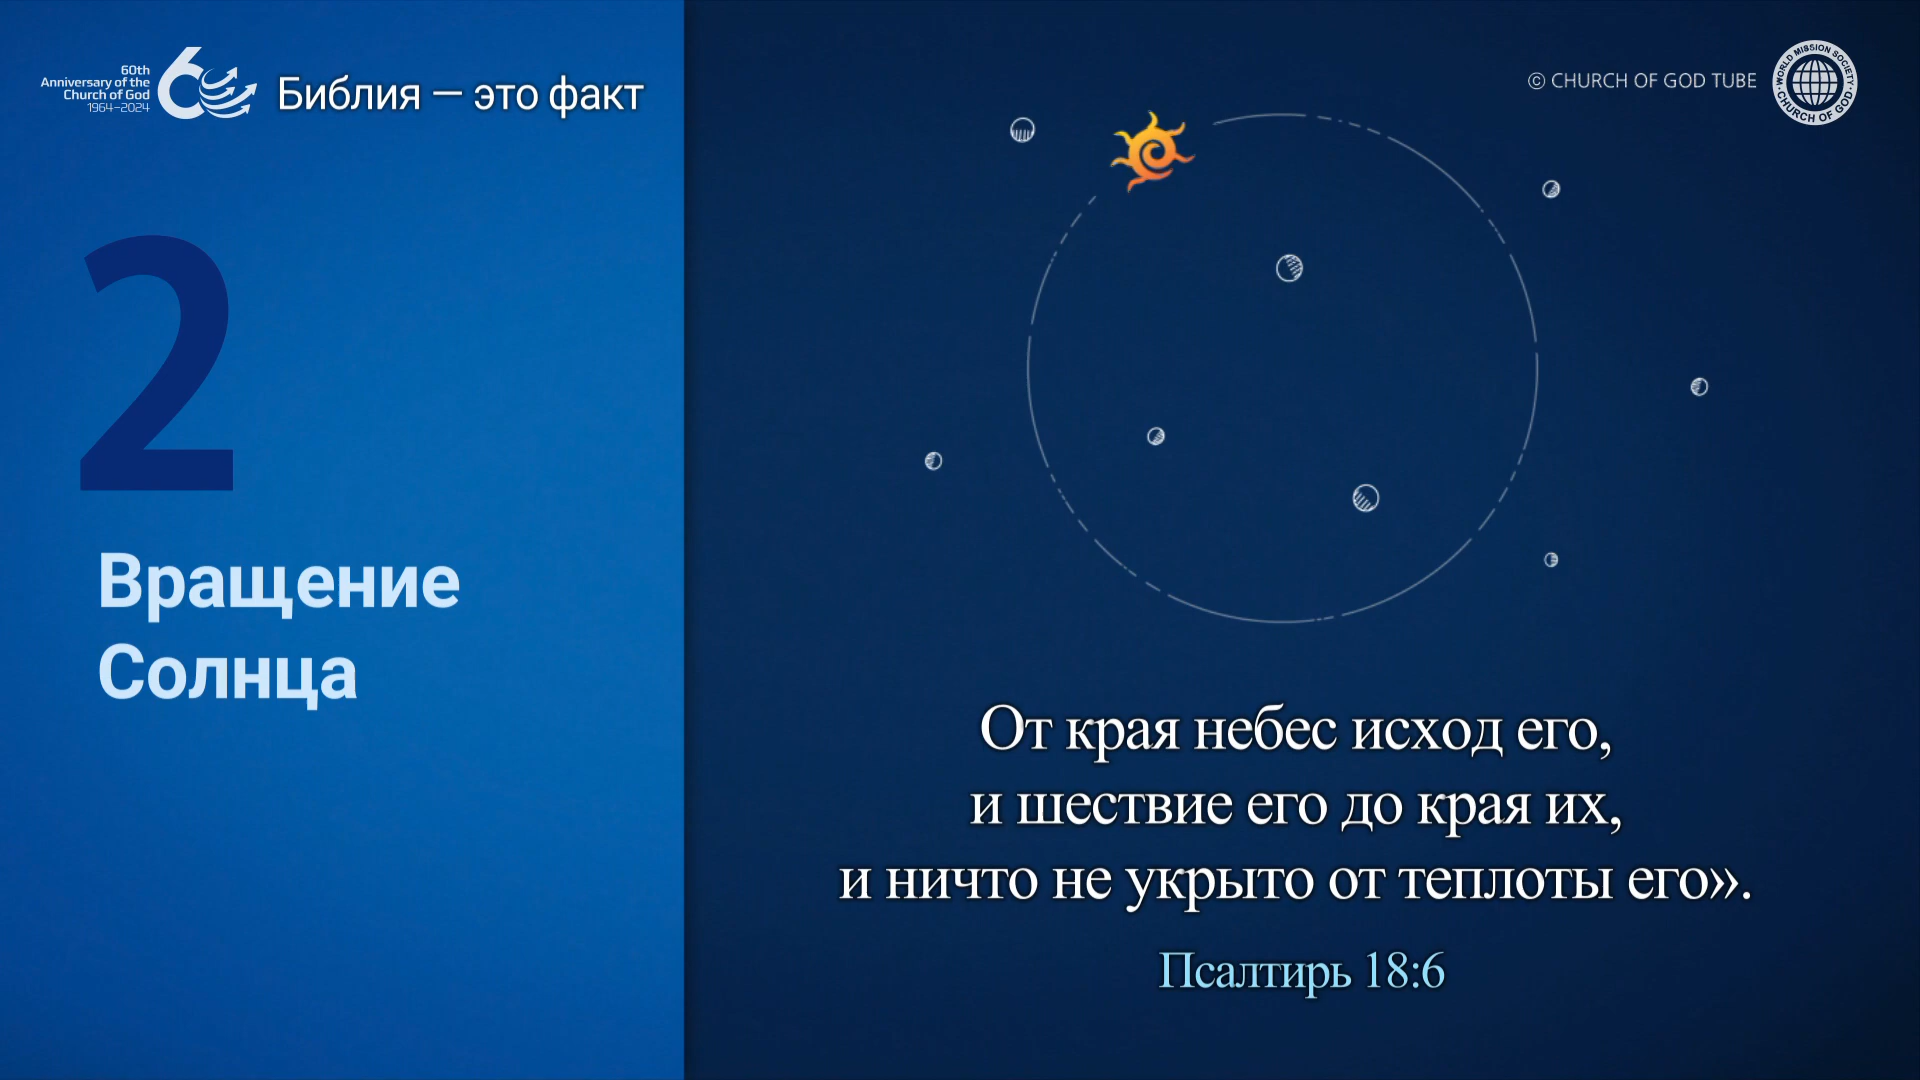 60th
Anniversary of the
Church of God
1964–2024
60
Библия — это факт
© CHURCH OF GOD TUBE
WORLD MISSION SOCIETY
CHURCH OF GOD
2
Вращение
Солнца
От края небес исход его,
и шествие его до края их,
и ничто не укрыто от теплоты его».
Псалтирь 18:6